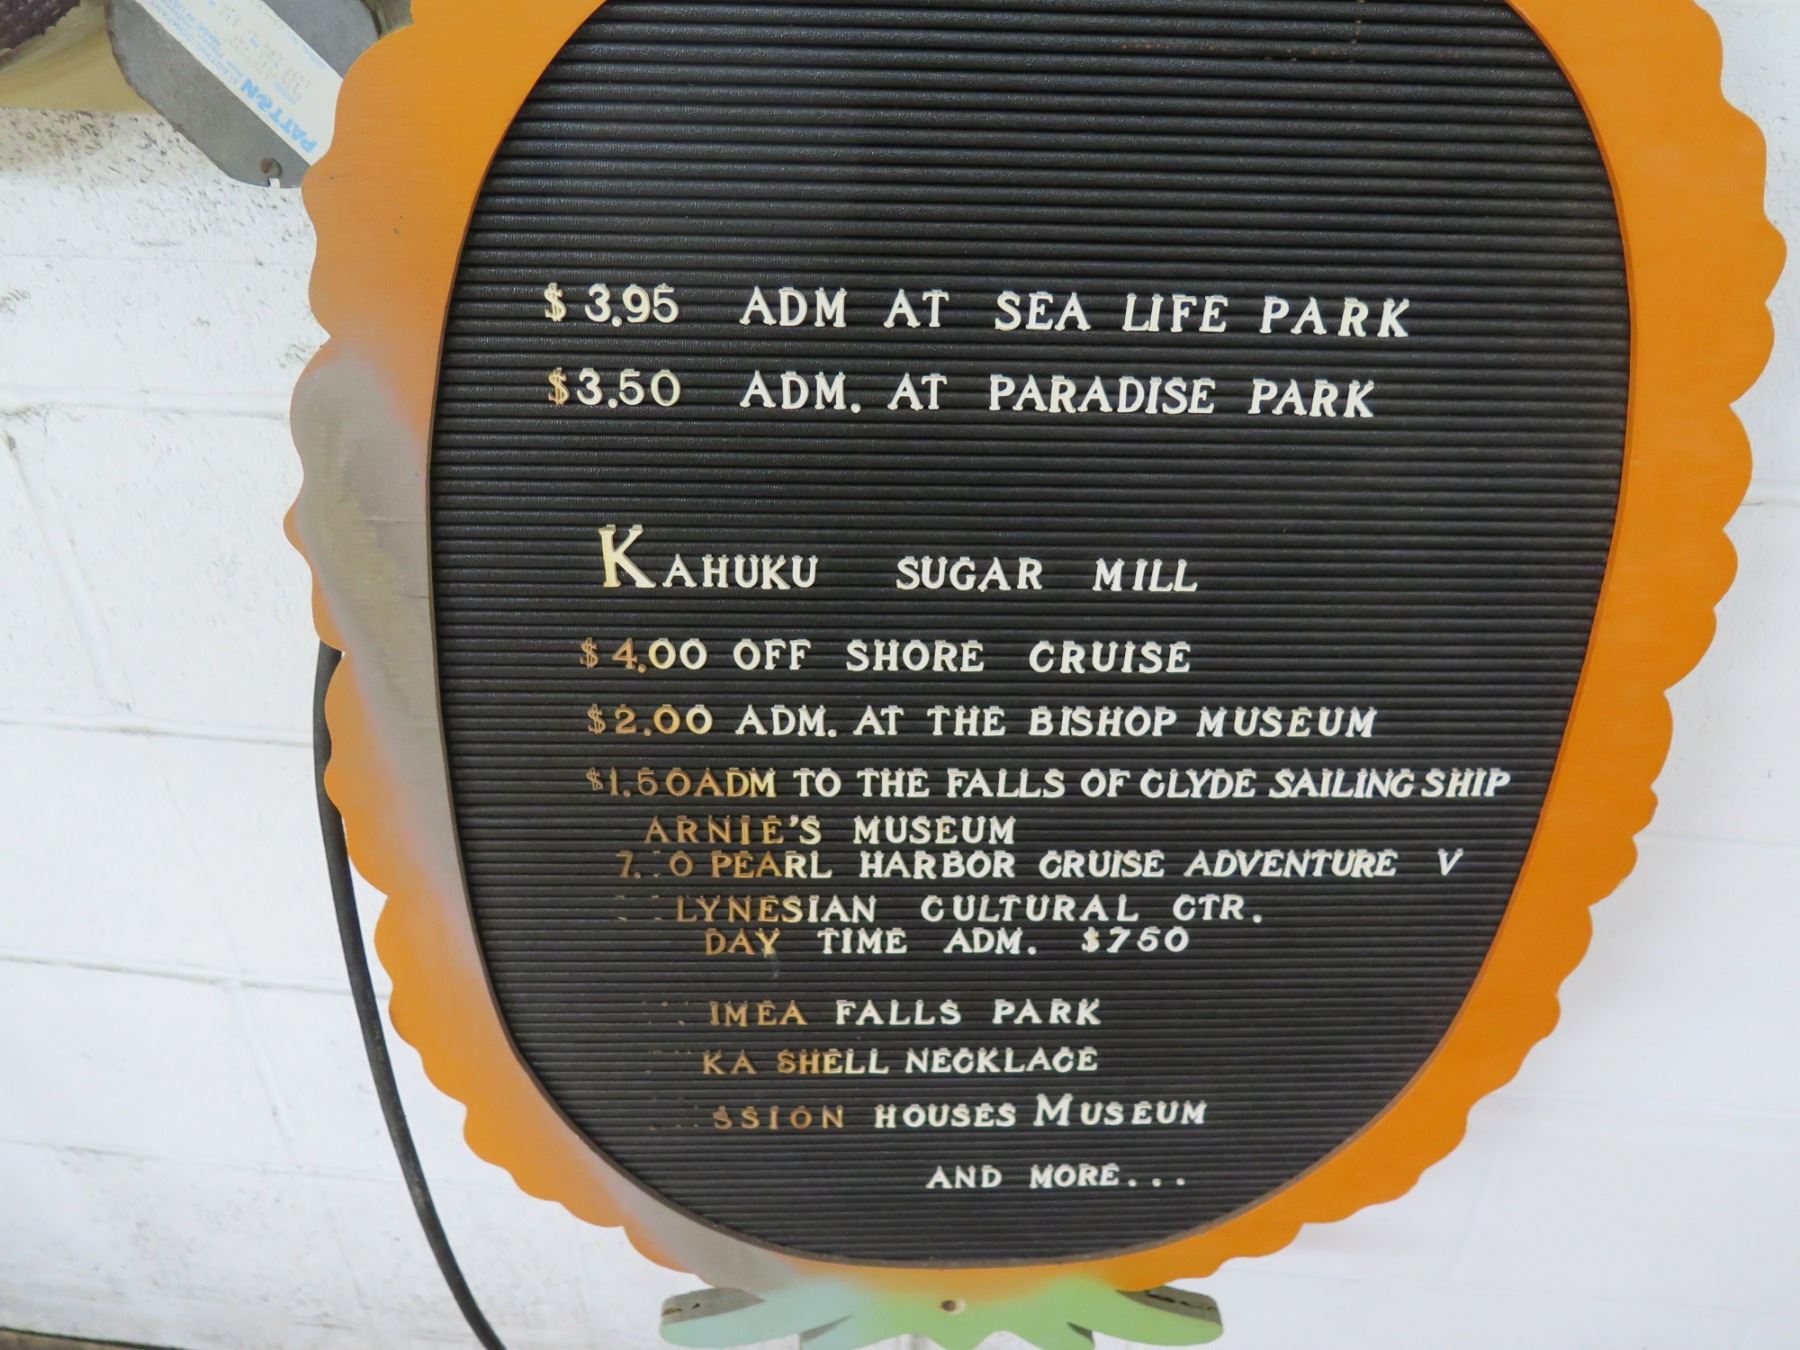 PATTON
$3.95 ADM AT SEA LIFE PARK
$3.50 ADM. AT PARADISE PARK
KAHUKU SUGAR MILL
$4.00 OFF SHORE CRUISE
$2.00 ADM. AT THE BISHOP MUSEUM
$1.50 ADM TO THE FALLS OF CLYDE SAILING SHIP
ARNIE'S MUSEUM
PEARL HARBOR CRUISE ADVENTURE V
LYNESIAN CULTURAL CTR.
DAY TIME ADM. $750
IMEA FALLS PARK
KA SHELL NECKLACE
SSION HOUSES MUSEUM
AND MORE...